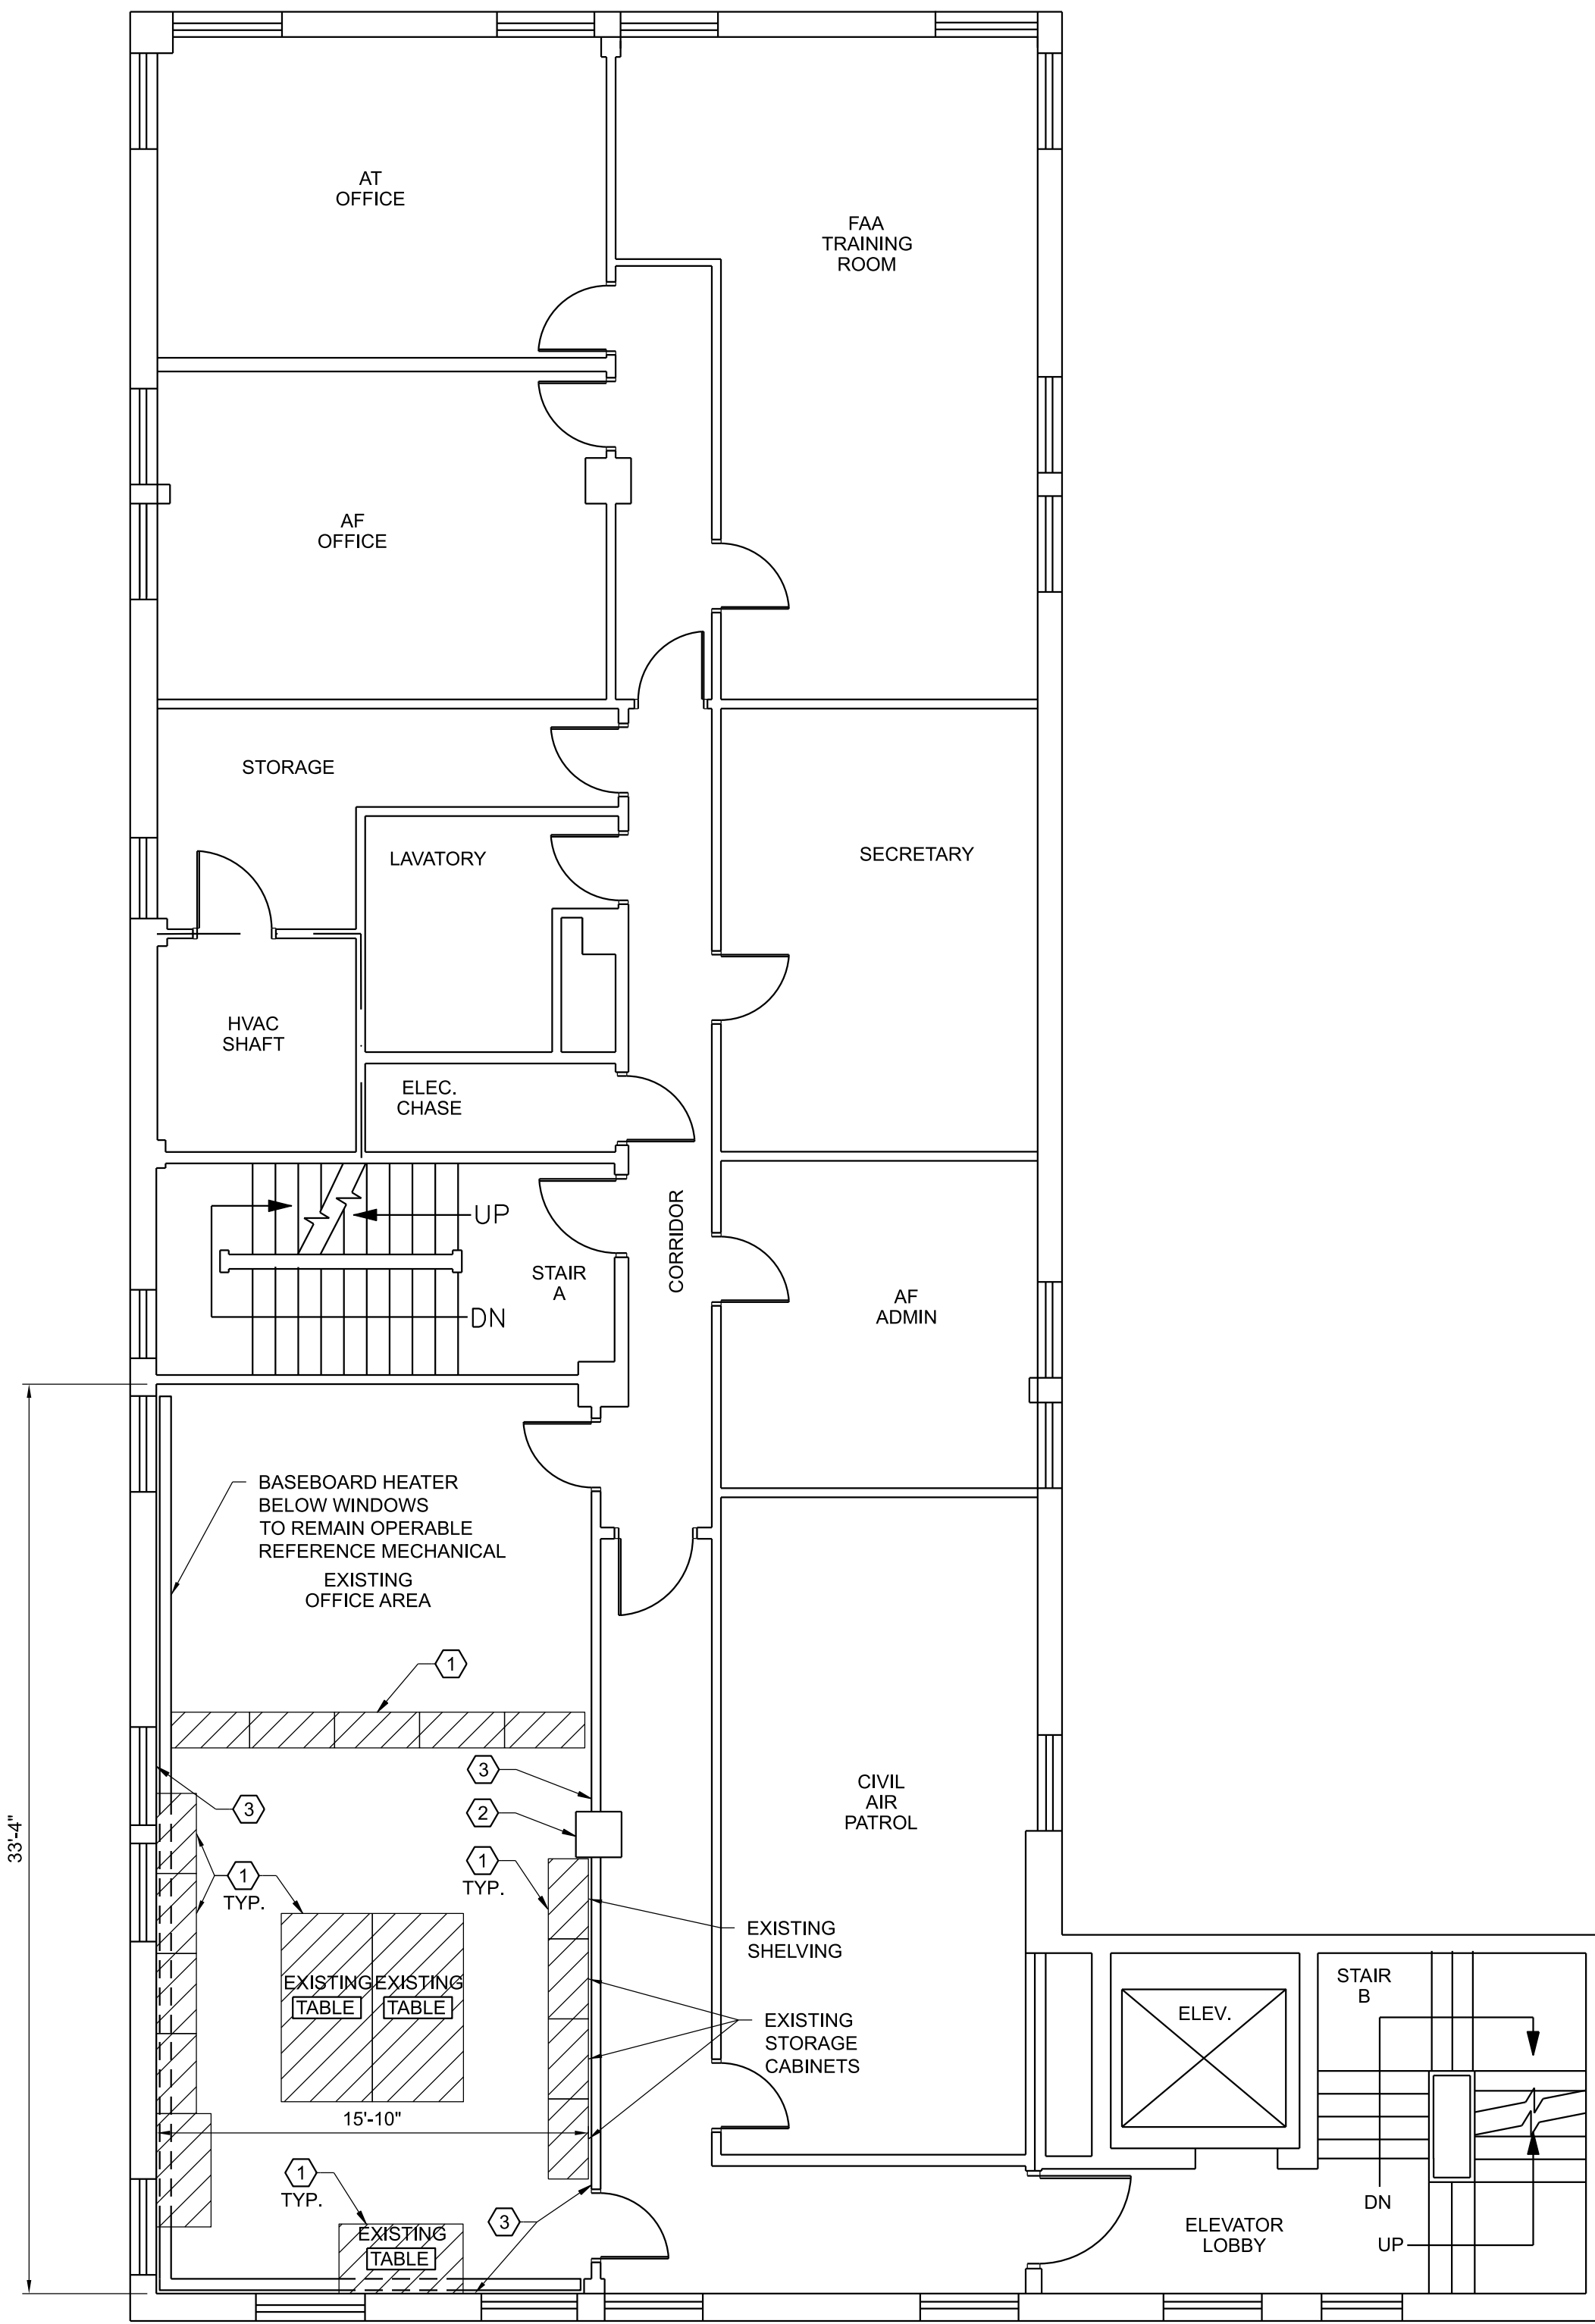 AT
OFFICE
FAA
TRAINING
ROOM
AF
OFFICE
STORAGE
LAVATORY
SECRETARY
HVAC
SHAFT
ELEC.
CHASE
UP
STAIR
A
DN
CORRIDOR
AF
ADMIN
BASEBOARD HEATER
BELOW WINDOWS
TO REMAIN OPERABLE
REFERENCE MECHANICAL
EXISTING
OFFICE AREA
1
3
2
3
33'-4"
1
TYP.
1
TYP.
CIVIL
AIR
PATROL
EXISTING
SHELVING
EXISTING
TABLE
EXISTING
TABLE
EXISTING
STORAGE
CABINETS
15'-10"
1
TYP.
3
EXISTING
TABLE
ELEV.
STAIR
B
DN
UP
ELEVATOR
LOBBY